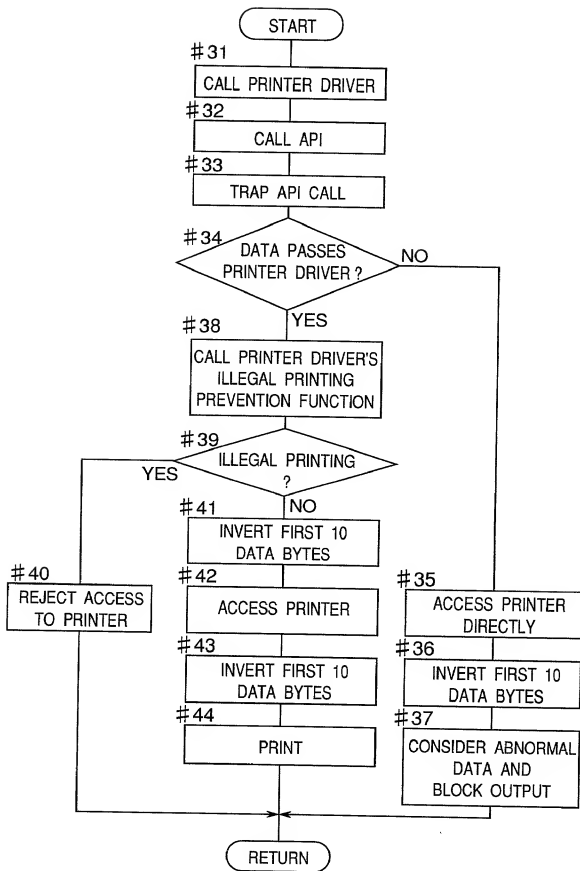 START
#31
CALL PRINTER DRIVER
#32
CALL API
#33
TRAP API CALL
#34
DATA PASSES
PRINTER DRIVER?
NO
YES
#38
CALL PRINTER DRIVER'S
ILLEGAL PRINTING
PREVENTION FUNCTION
#39
ILLEGAL PRINTING
?
YES
NO
#40
REJECT ACCESS
TO PRINTER
#41
INVERT FIRST 10
DATA BYTES
#42
ACCESS PRINTER
#43
INVERT FIRST 10
DATA BYTES
#44
PRINT
#35
ACCESS PRINTER
DIRECTLY
#36
INVERT FIRST 10
DATA BYTES
#37
CONSIDER ABNORMAL
DATA AND
BLOCK OUTPUT
RETURN